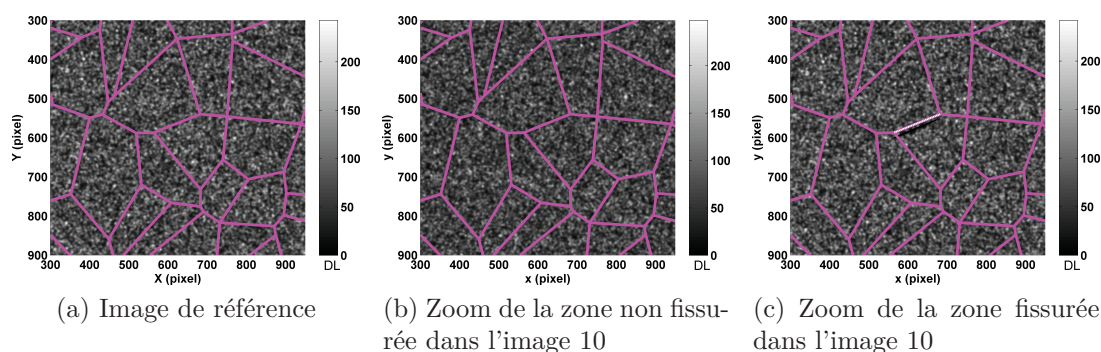 300
400
500
600
700
800
900
Y (pixel)
300 400 500 600 700 800 900
X (pixel)
200
150
100
50
0
DL
300
400
500
600
700
800
900
y (pixel)
300 400 500 600 700 800 900
x (pixel)
200
150
100
50
0
DL
300
400
500
600
700
800
900
y (pixel)
300 400 500 600 700 800 900
x (pixel)
200
150
100
50
0
DL
(a) Image de référence
(b) Zoom de la zone non fissu-
rée dans l'image 10
(c) Zoom de la zone fissurée
dans l'image 10